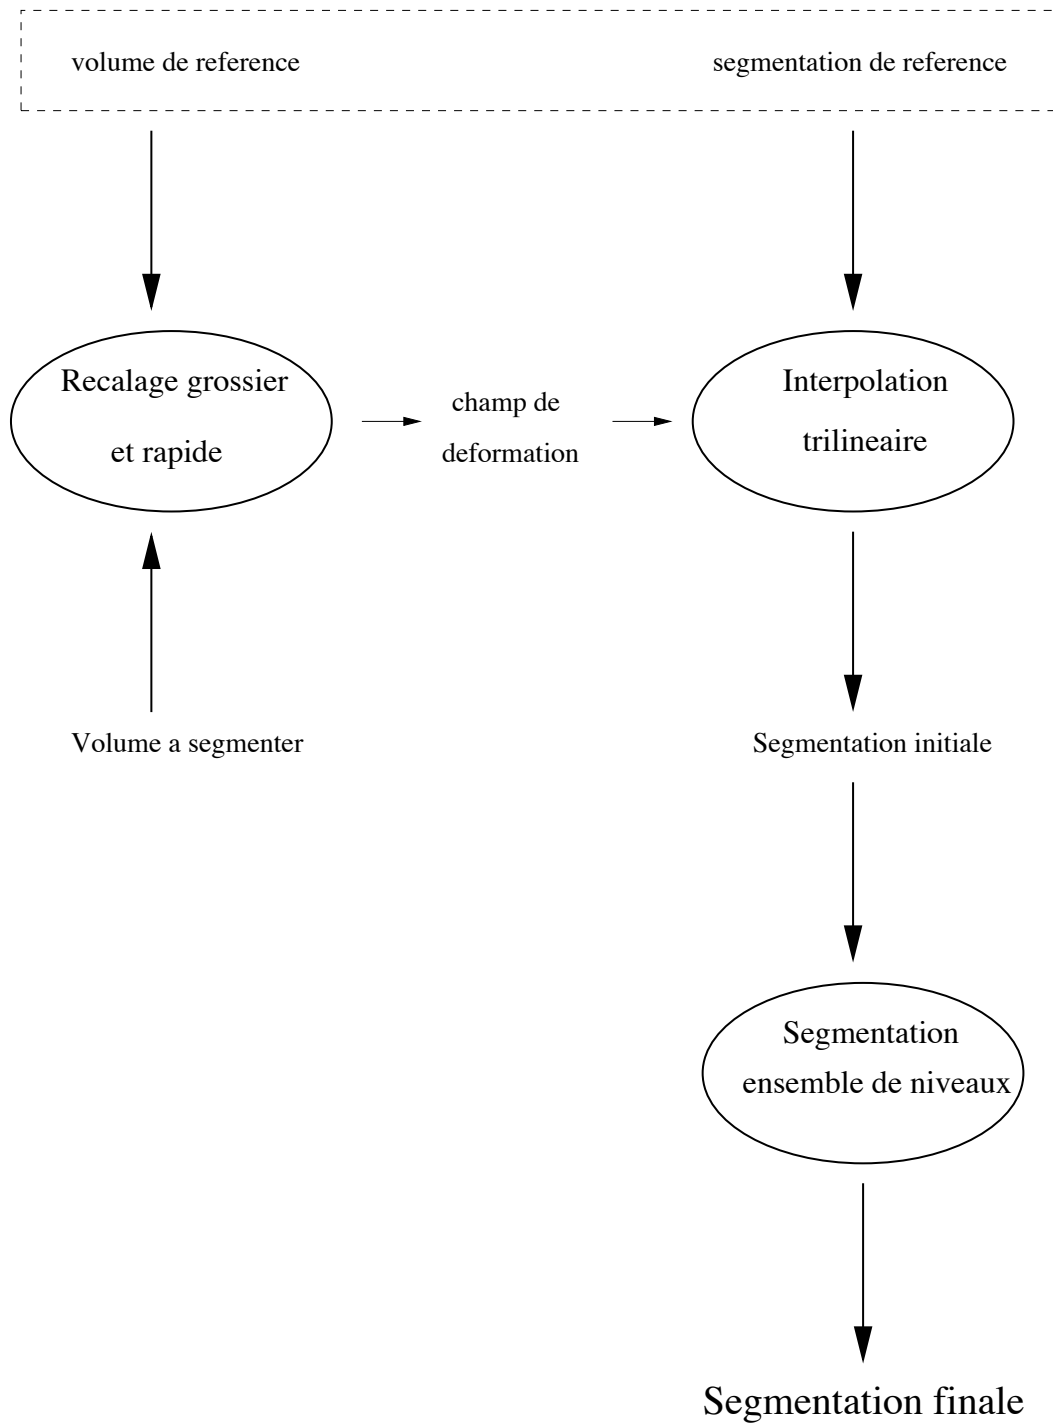 volume de reference
segmentation de reference
Recalage grossier
et rapide
champ de
deformation
Interpolation
trilineaire
Volume a segmenter
Segmentation initiale
Segmentation
ensemble de niveaux
Segmentation finale